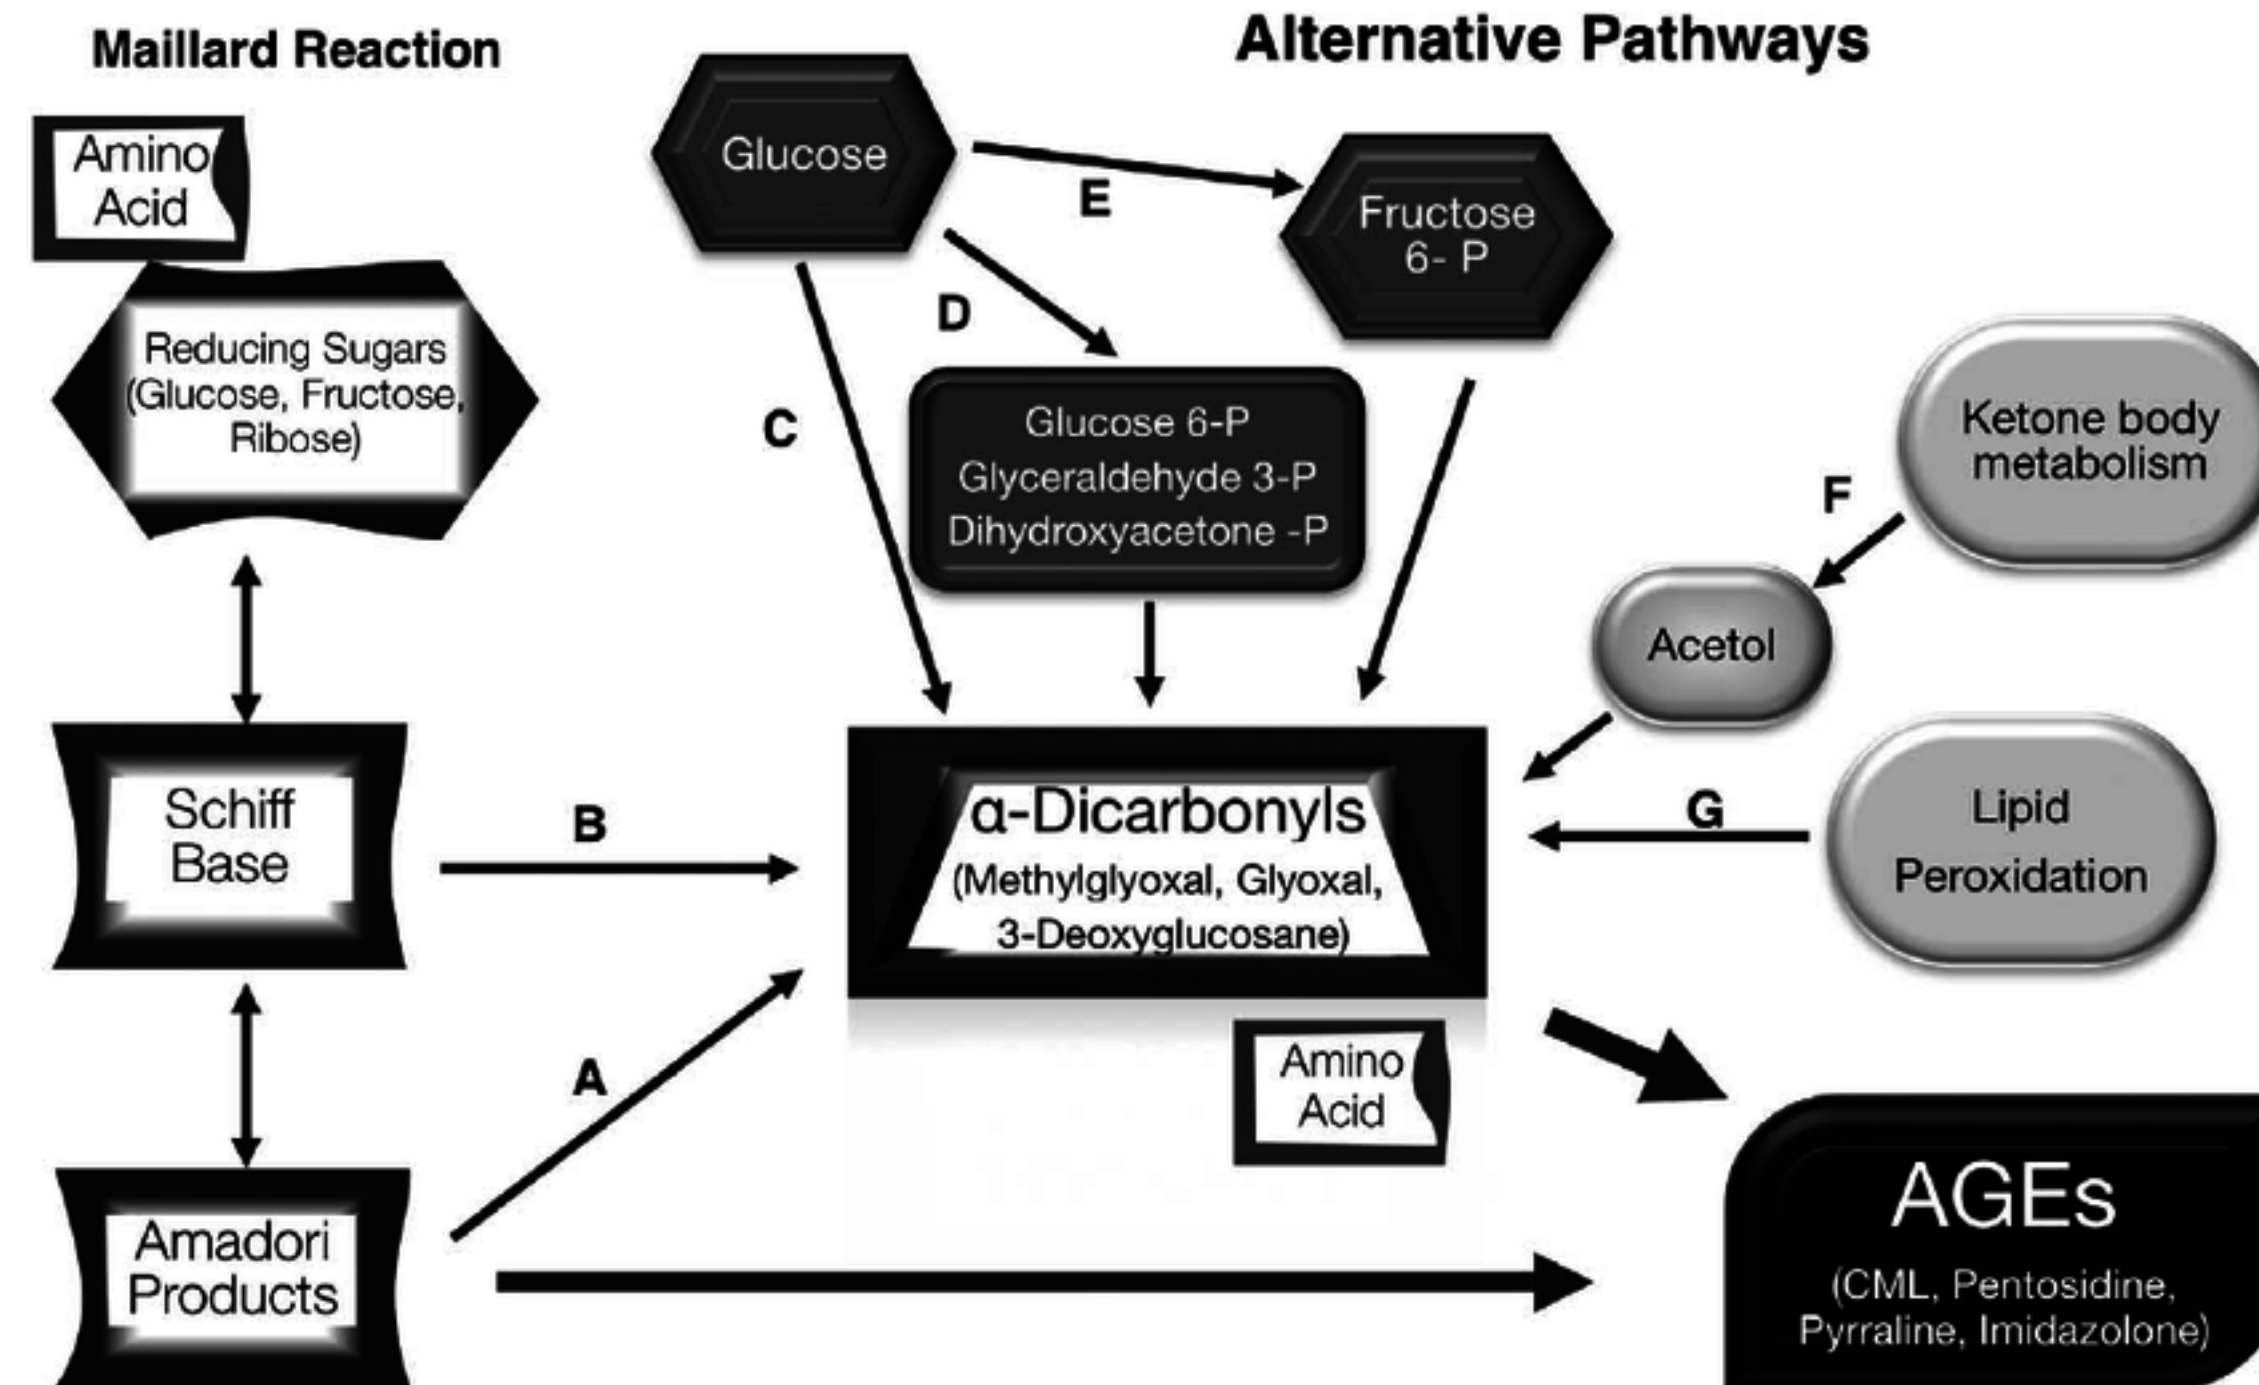 Maillard Reaction
Alternative Pathways
Amino
Acid
Reducing Sugars
(Glucose, Fructose,
Ribose)
Schiff
Base
Amadori
Products
Glucose
E
Fructose
6- P
D
C
Glucose 6-P
Glyceraldehyde 3-P
Dihydroxyacetone -P
Ketone body
metabolism
F
Acetol
B
α-Dicarbonyls
(Methylglyoxal, Glyoxal,
3-Deoxyglucosane)
G
Lipid
Peroxidation
A
Amino
Acid
AGEs
(CML, Pentosidine,
Pyrraline, Imidazolone)